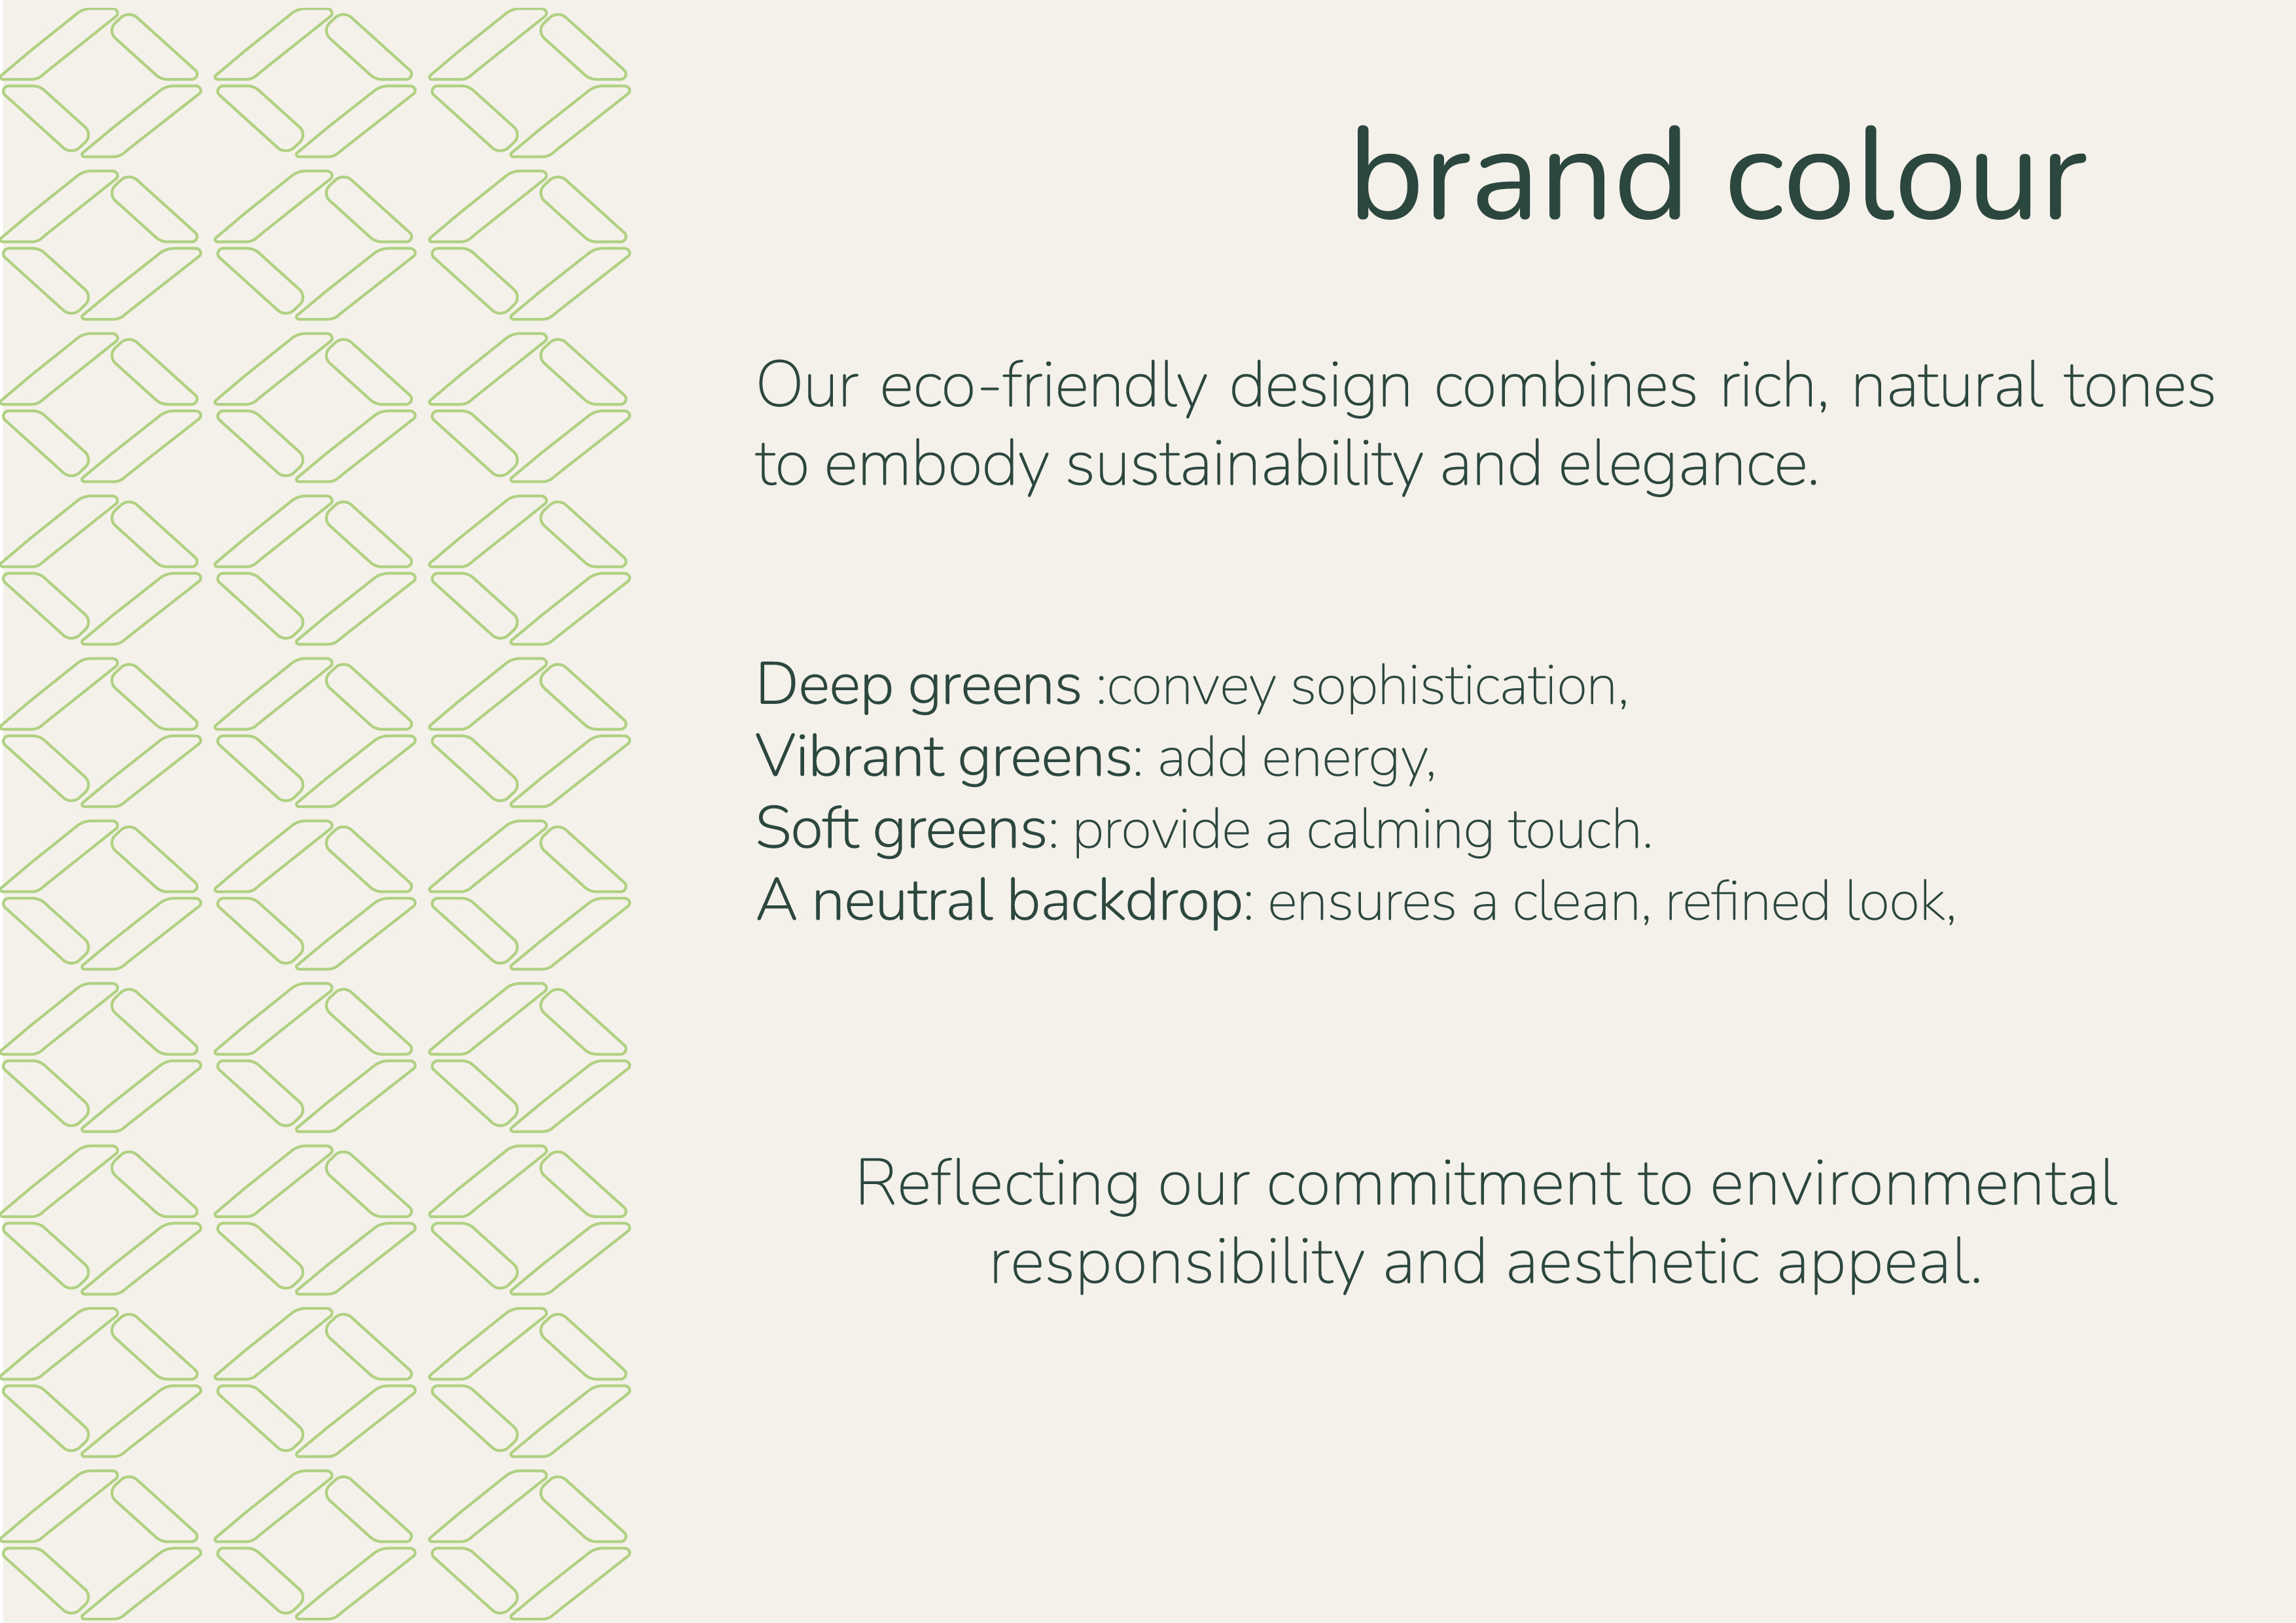 brand colour
Our eco-friendly design combines rich, natural tones
to embody sustainability and elegance.
Deep greens :convey sophistication,
Vibrant greens: add energy,
Soft greens: provide a calming touch.
A neutral backdrop: ensures a clean, refined look,
Reflecting our commitment to environmental
responsibility and aesthetic appeal.